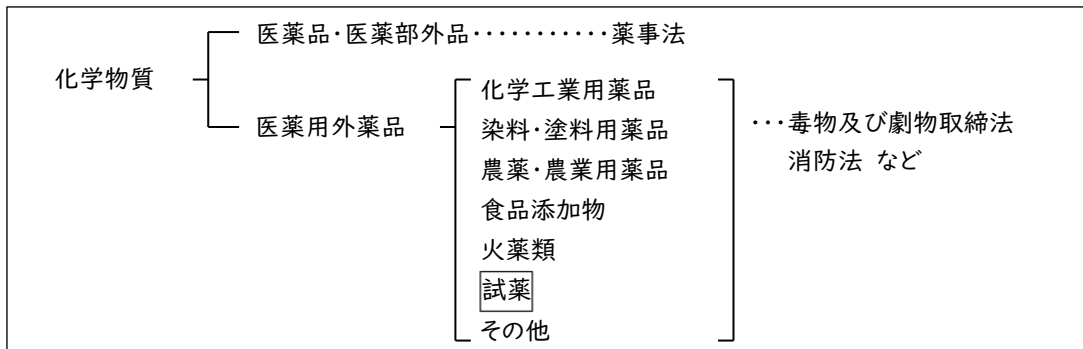 化学物質
医薬品・医薬部外品・・・・・・・・・・・薬事法
医薬用外薬品
化学工業用薬品
染料・塗料用薬品
農薬・農業用薬品
食品添加物
火薬類
試薬
その他
・・・毒物及び劇物取締法
消防法 など